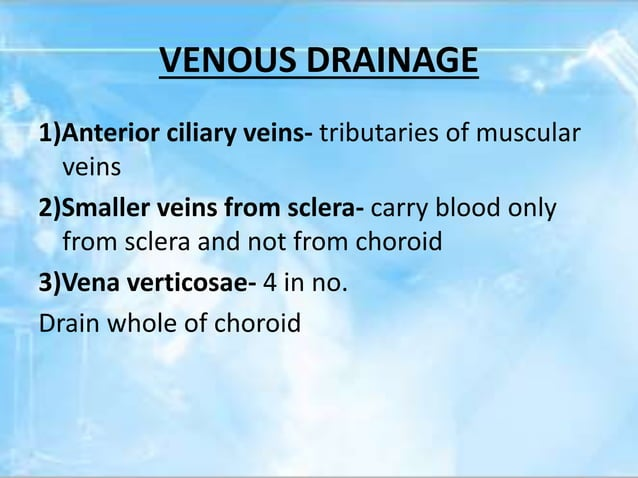 VENOUS DRAINAGE
1)Anterior ciliary veins- tributaries of muscular
veins
2)Smaller veins from sclera- carry blood only
from sclera and not from choroid
3)Vena verticosae- 4 in no.
Drain whole of choroid